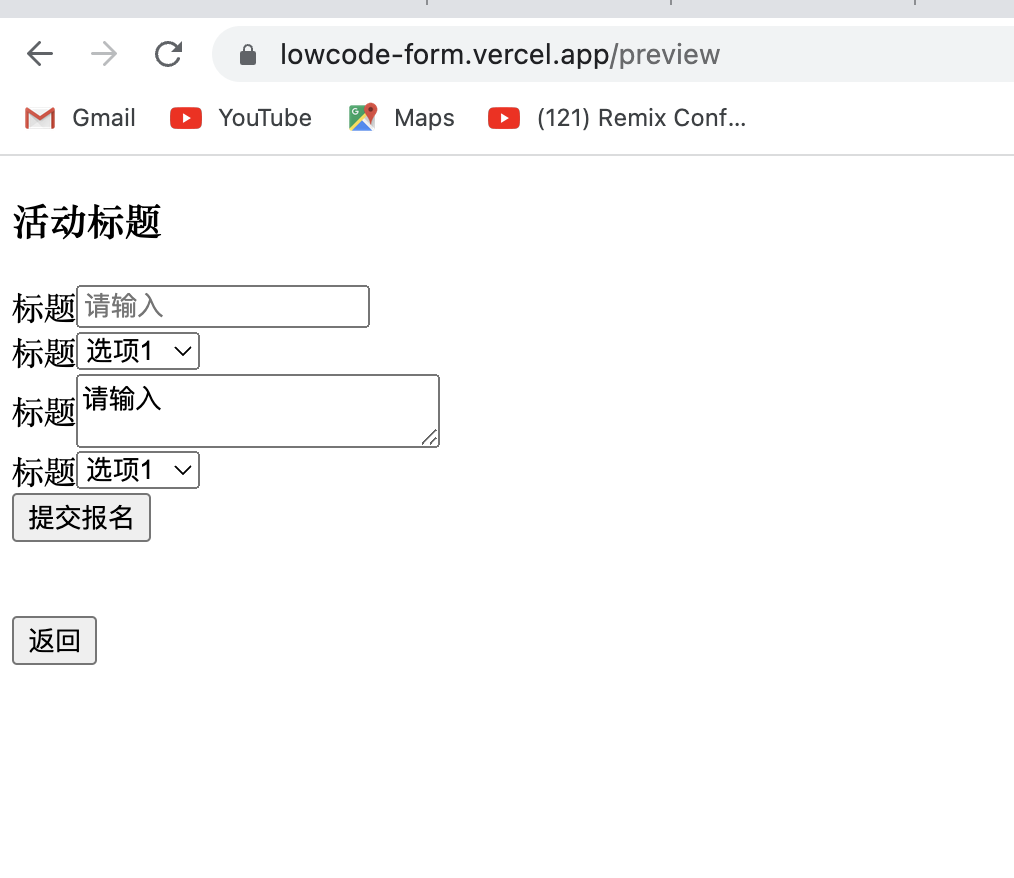 lowcode-form.vercel.app/preview
Gmail YouTube Maps (121) Remix Conf...
活动标题
标题 请输入
标题 选项1
标题 请输入
标题 选项1
提交报名
返回